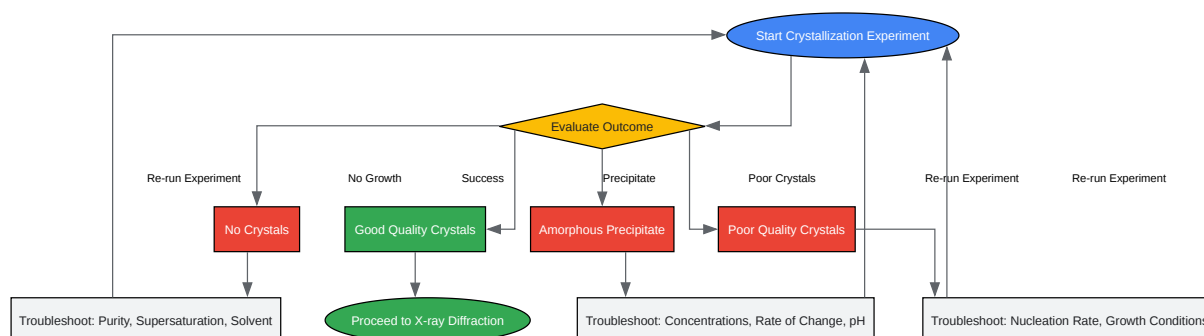 Start Crystallization Experiment
Evaluate Outcome
Re-run Experiment
No Growth
Success
Precipitate
Poor Crystals
Re-run Experiment
Re-run Experiment
No Crystals
Good Quality Crystals
Amorphous Precipitate
Poor Quality Crystals
Troubleshoot: Purity, Supersaturation, Solvent
Proceed to X-ray Diffraction
Troubleshoot: Concentrations, Rate of Change, pH
Troubleshoot: Nucleation Rate, Growth Condition